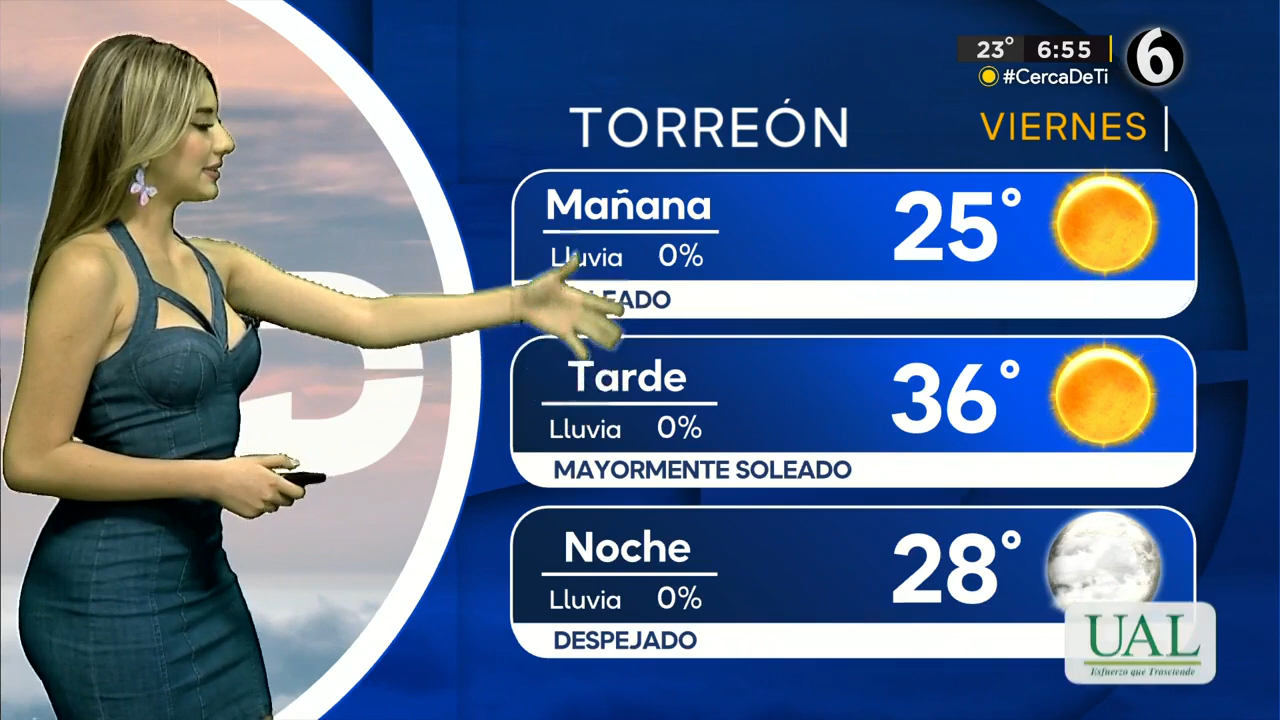 23° 6:55
6
#CercaDeTi
TORREÓN
VIERNES
Mañana
25°
Lluvia 0%
Tarde
36°
Lluvia 0%
MAYORMENTE SOLEADO
Noche
28°
Lluvia 0%
DESPEJADO
UAL
Esfuerzo que Trasciende